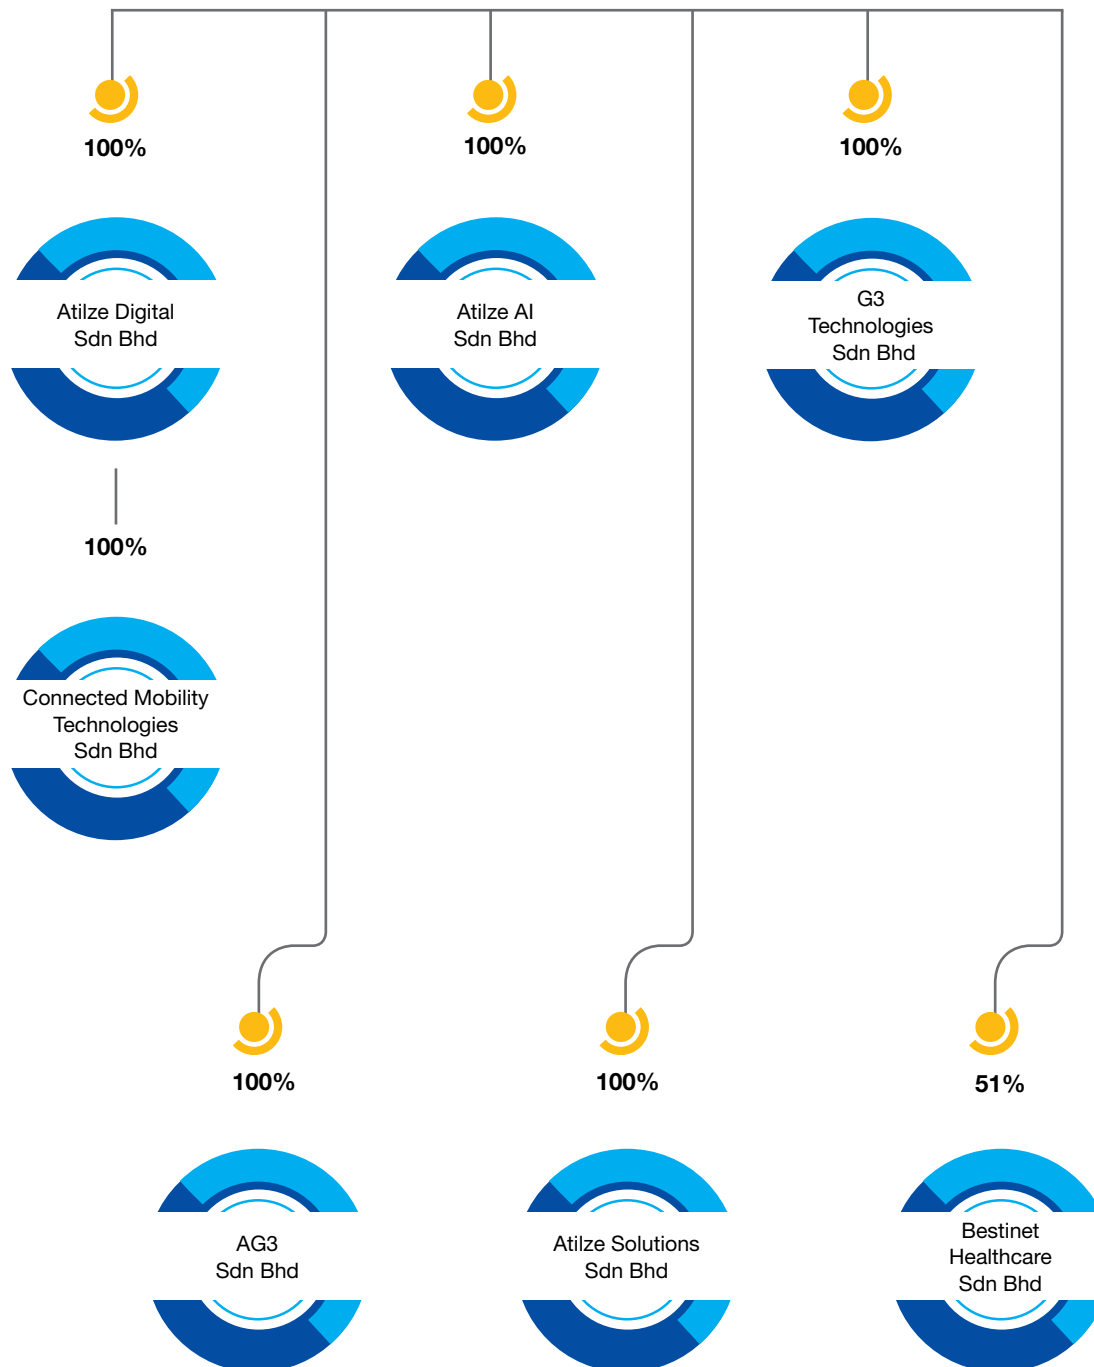 100%
100%
100%
Atilze Digital
Sdn Bhd
Atilze AI
Sdn Bhd
G3
Technologies
Sdn Bhd
100%
Connected Mobility
Technologies
Sdn Bhd
100%
100%
51%
AG3
Sdn Bhd
Atilze Solutions
Sdn Bhd
Bestinet
Healthcare
Sdn Bhd